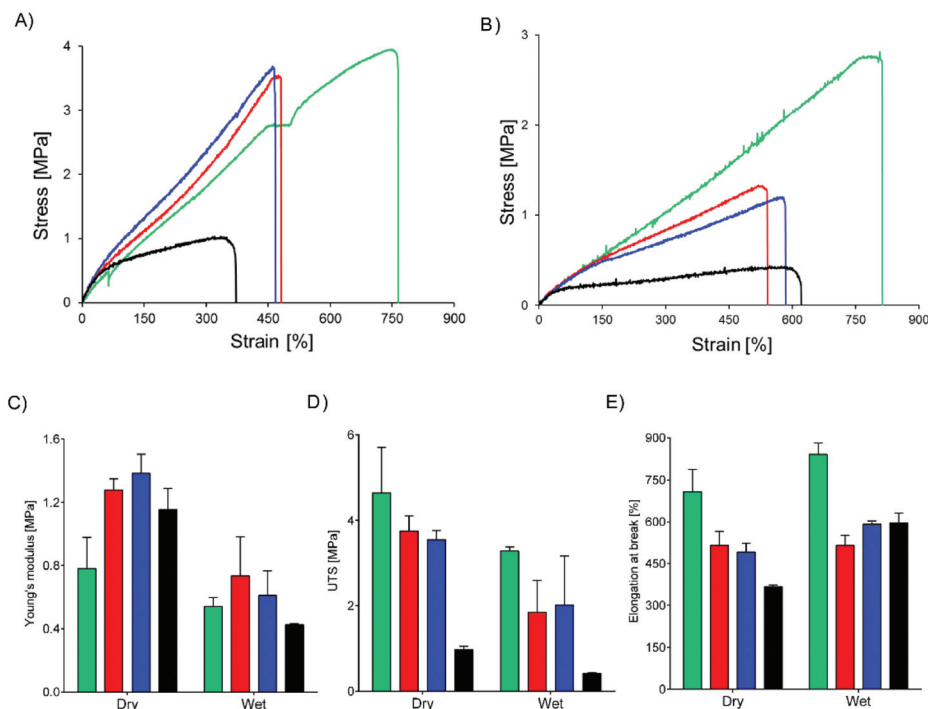 A)
B)
4
3
2
1
0
Stress [MPa]
0
150
300
450
600
750
900
Strain [%]
3
2
1
0
Stress [MPa]
0
150
300
450
600
750
900
Strain [%]
C)
D)
E)
1.6
1.2
0.8
0.4
0.0
Young's modulus [MPa]
Dry
Wet
6
4
2
0
UTS [MPa]
Dry
Wet
900
750
600
450
300
150
0
Elongation at break [%]
Dry
Wet